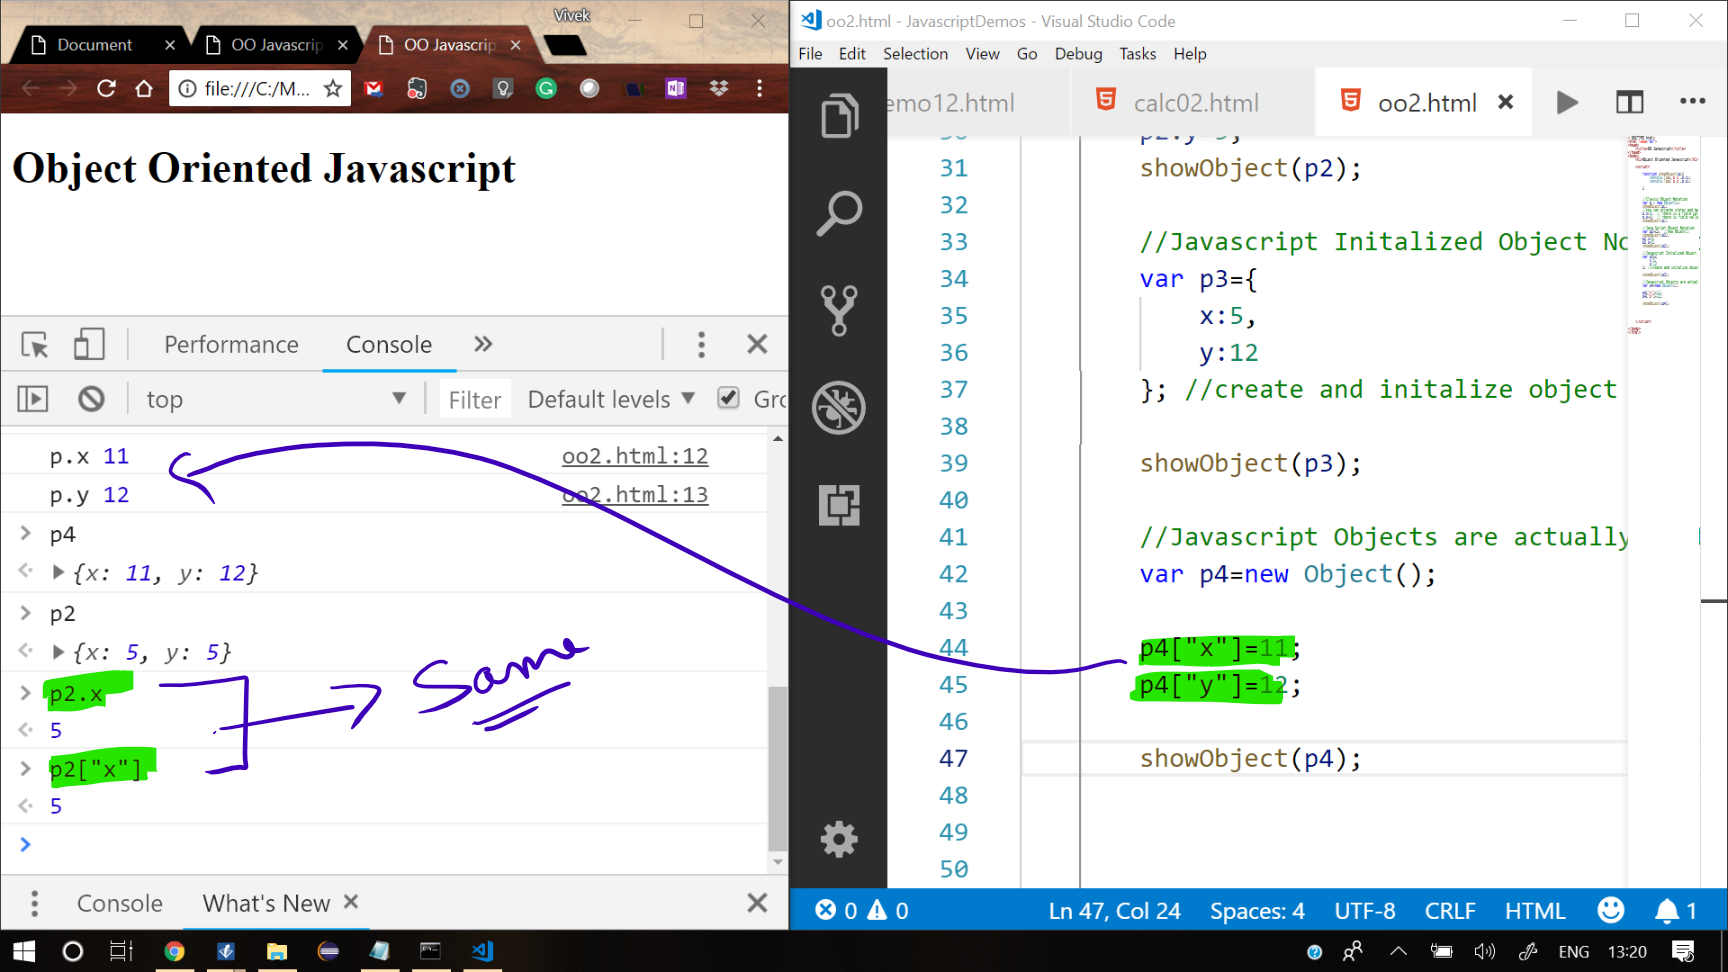 Vivek
Document
OO Javascrip
OO Javascrip
file:///C:/M...
Object Oriented Javascript
Performance
Console
top
Filter
Default levels
Gro
p.x 11 oo2.html:12
p.y 12 oo2.html:13
p4
{x: 11, y: 12}
p2
{x: 5, y: 5}
p2.x
5
p2["x"]
5
Same
Console
What's New
oo2.html - JavascriptDemos - Visual Studio Code
File Edit Selection View Go Debug Tasks Help
emo12.html
calc02.html
oo2.html
31 showObject(p2);
32
33 //Javascript Initalized Object No
34 var p3={
35 x:5,
36 y:12
37 }; //create and initalize object
38
39 showObject(p3);
40
41 //Javascript Objects are actually
42 var p4=new Object();
43
44 p4["x"]=11;
45 p4["y"]=12;
46
47 showObject(p4);
48
49
50
0 0
Ln 47, Col 24
Spaces: 4
UTF-8
CRLF
HTML
1
ENG
13:20